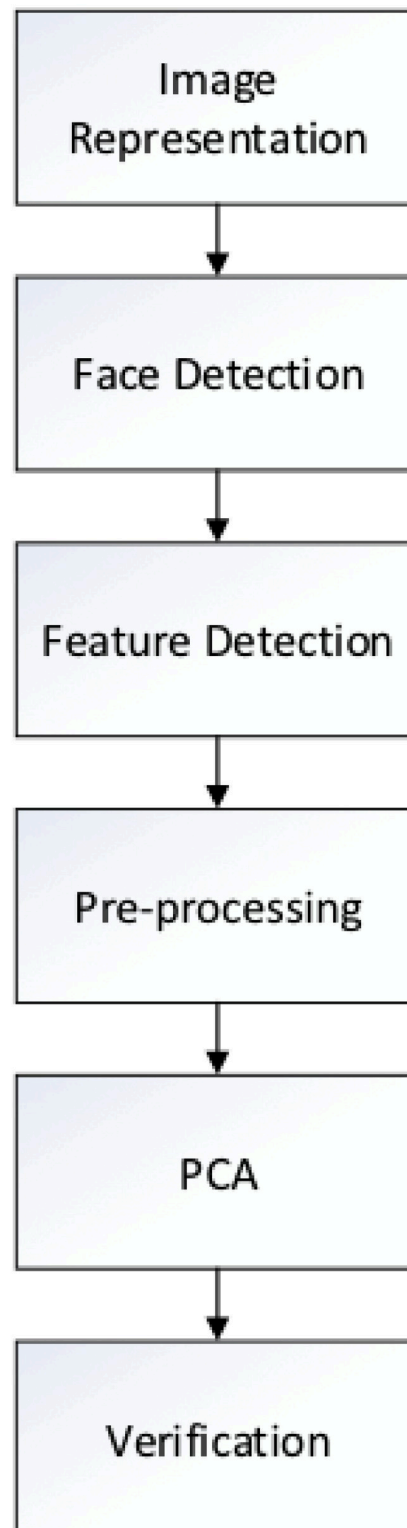 Image
Representation
Face Detection
Feature Detection
Pre-processing
PCA
Verification